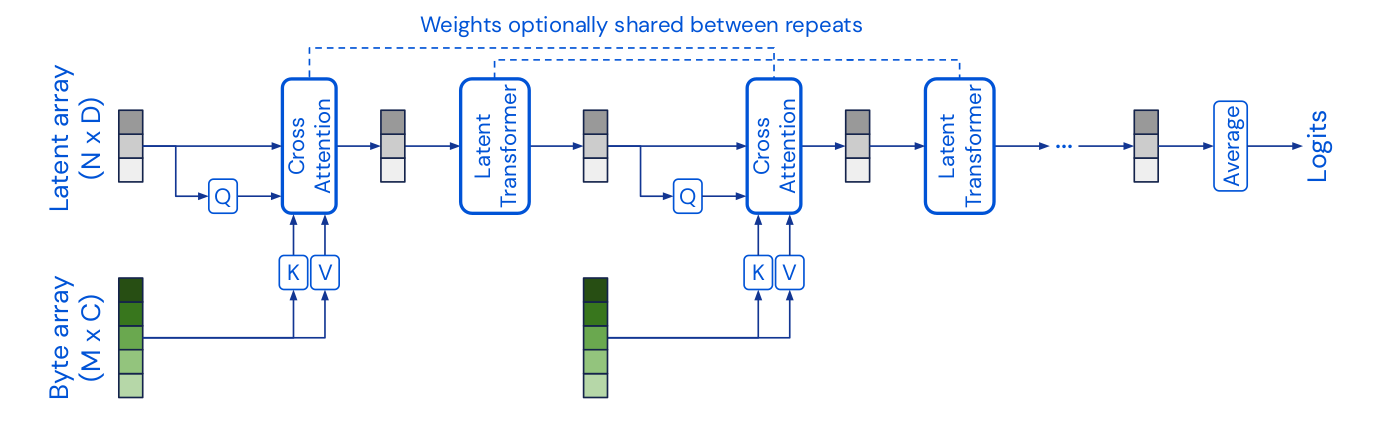 Weights optionally shared between repeats
Latent array
(N x D)
Q
Cross
Attention
Latent
Transformer
Q
Cross
Attention
Latent
Transformer
...
Average
Logits
K
V
K
V
Byte array
(M x C)